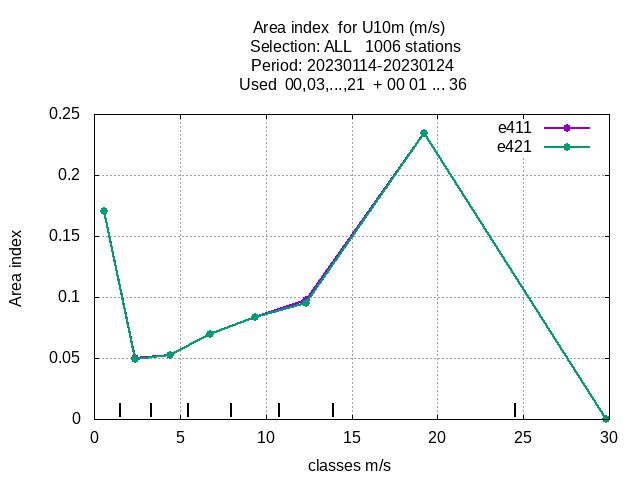 Area index  for U10m (m/s)
Selection: ALL   1006 stations
Period: 20230114-20230124
Used  00,03,...,21  + 00 01 ... 36
e411
e421
0.25
0.2
0.15
0.1
0.05
0
Area index
0 5 10 15 20 25 30
classes m/s